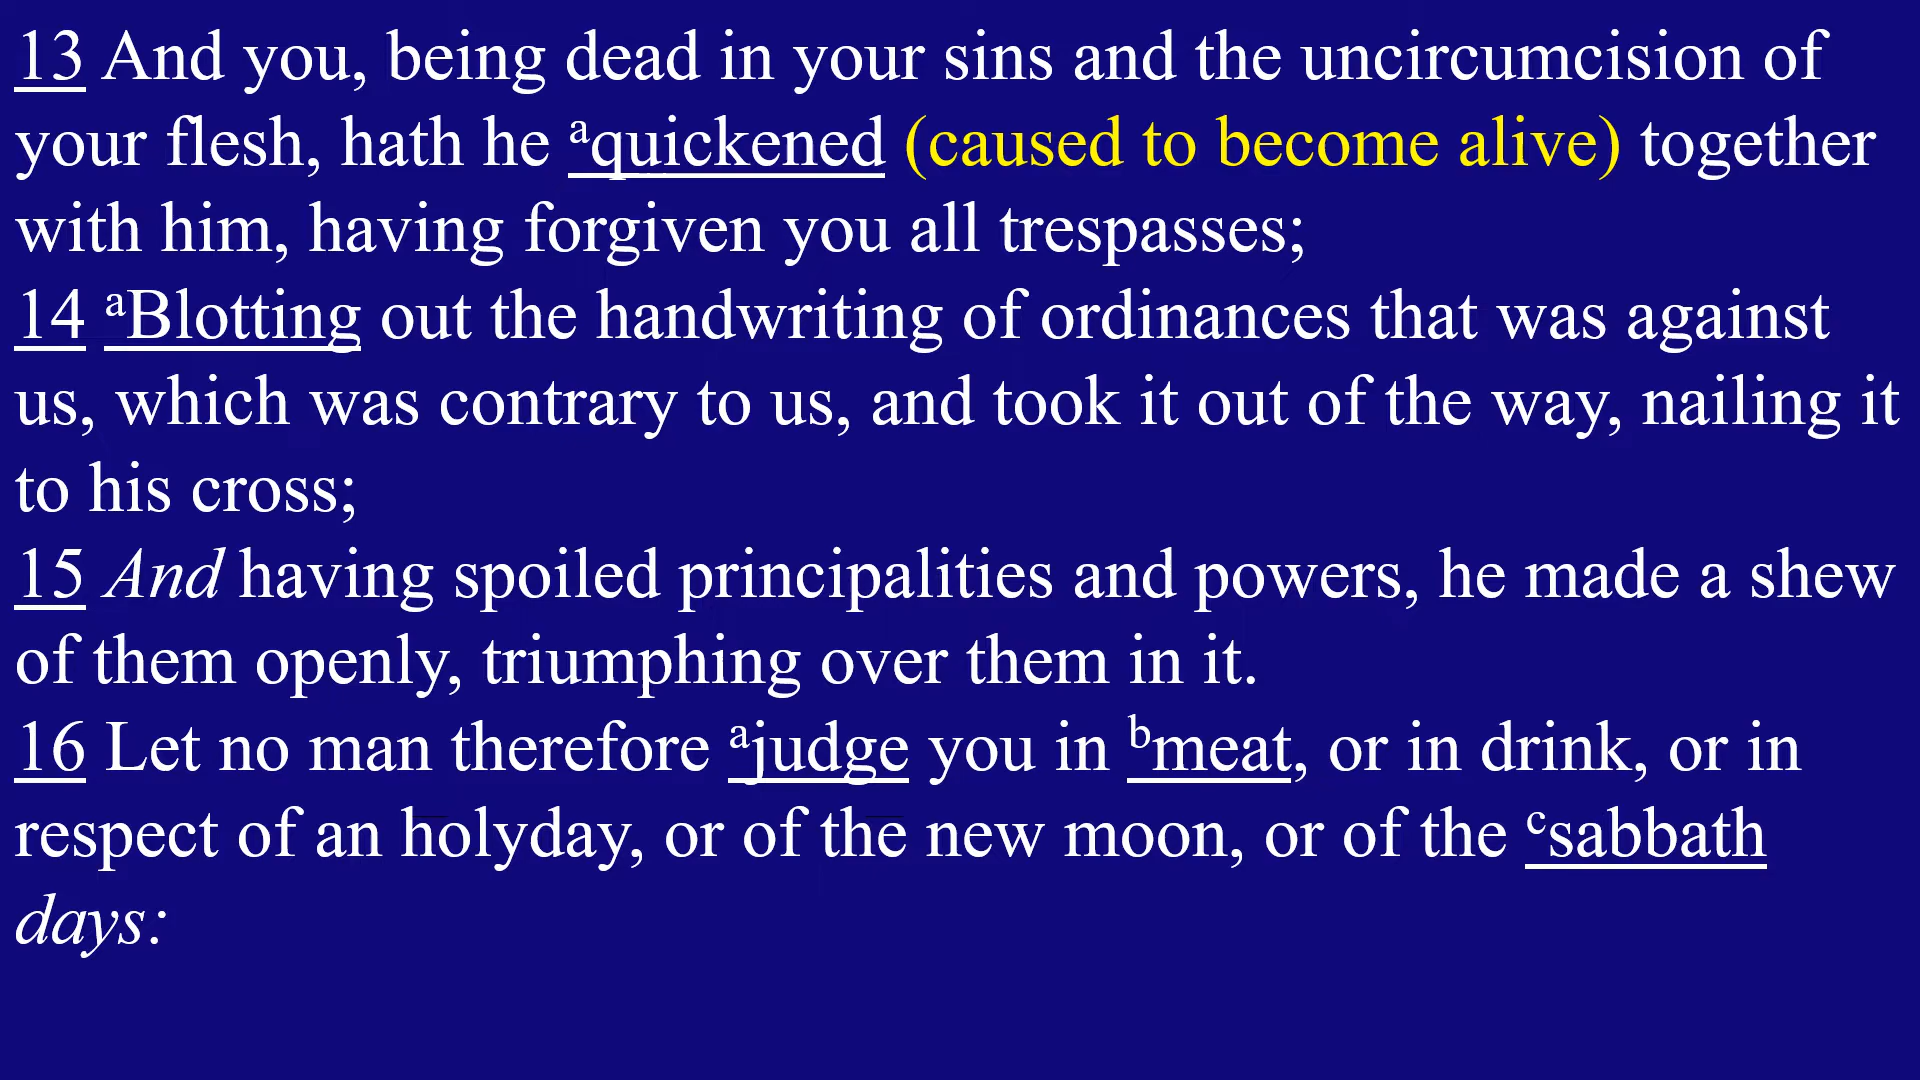 13 And you, being dead in your sins and the uncircumcision of
your flesh, hath he ᵃquickened (caused to become alive) together
with him, having forgiven you all trespasses;
14 ᵃBlotting out the handwriting of ordinances that was against
us, which was contrary to us, and took it out of the way, nailing it
to his cross;
15 And having spoiled principalities and powers, he made a shew
of them openly, triumphing over them in it.
16 Let no man therefore ᵃjudge you in ᵇmeat, or in drink, or in
respect of an holyday, or of the new moon, or of the ᶜsabbath
days: